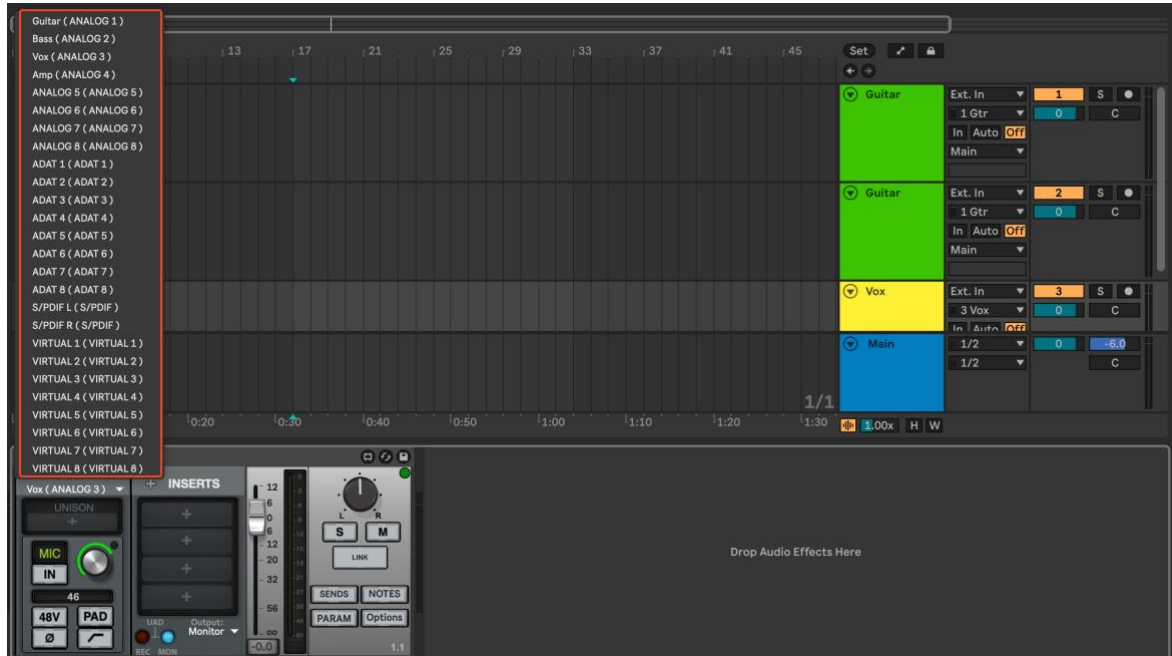 Guitar ( ANALOG 1 )
Bass ( ANALOG 2 )
Vox ( ANALOG 3 )
Amp ( ANALOG 4 )
ANALOG 5 ( ANALOG 5 )
ANALOG 6 ( ANALOG 6 )
ANALOG 7 ( ANALOG 7 )
ANALOG 8 ( ANALOG 8 )
ADAT 1 ( ADAT 1 )
ADAT 2 ( ADAT 2 )
ADAT 3 ( ADAT 3 )
ADAT 4 ( ADAT 4 )
ADAT 5 ( ADAT 5 )
ADAT 6 ( ADAT 6 )
ADAT 7 ( ADAT 7 )
ADAT 8 ( ADAT 8 )
S/PDIF L ( S/PDIF )
S/PDIF R ( S/PDIF )
VIRTUAL 1 ( VIRTUAL 1 )
VIRTUAL 2 ( VIRTUAL 2 )
VIRTUAL 3 ( VIRTUAL 3 )
VIRTUAL 4 ( VIRTUAL 4 )
VIRTUAL 5 ( VIRTUAL 5 )
VIRTUAL 6 ( VIRTUAL 6 )
VIRTUAL 7 ( VIRTUAL 7 )
VIRTUAL 8 ( VIRTUAL 8 )
13 17 21 25 29 33 37 41 45 Set
Guitar Ext. In 1 S
1 Gtr 0 C
In Auto Off
Main
Guitar Ext. In 2 S
1 Gtr 0 C
In Auto Off
Main
Vox Ext. In 3 S
3 Vox 0 C
In Auto Off
Main 1/2 0 -6.0
1/2 C
1/1
0:20 0:30 0:40 0:50 1:00 1:10 1:20 1:30 1.00x H W
Vox ( ANALOG 3 )
UNISON
MIC
IN
46
48V PAD
Ø
INSERTS
UAD Output:
Monitor
REC MON
12
6
0
6
12
20
32
56
∞
-0.0
L R
S M
LINK
SENDS NOTES
PARAM Options
1.1
Drop Audio Effects Here